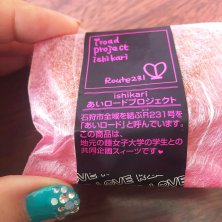 I road
project
ishikari
Route231
ishikari
あいロードプロジェクト
石狩市全域を結ぶR231号を
「あいロード」と呼んでいます。
この商品は、
地元の藤女子大学の学生との
共同企画スイーツです♥
LOVE
LOVE